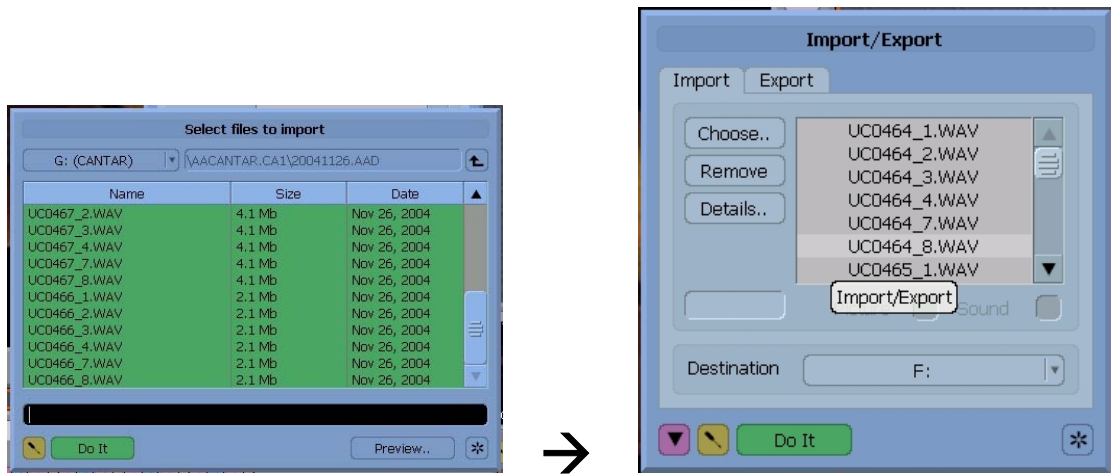 Select files to import
G: (CANTAR) \AACANTAR.CA1\20041126.AAD
Name Size Date
UC0467_2.WAV 4.1 Mb Nov 26, 2004
UC0467_3.WAV 4.1 Mb Nov 26, 2004
UC0467_4.WAV 4.1 Mb Nov 26, 2004
UC0467_7.WAV 4.1 Mb Nov 26, 2004
UC0467_8.WAV 4.1 Mb Nov 26, 2004
UC0466_1.WAV 2.1 Mb Nov 26, 2004
UC0466_2.WAV 2.1 Mb Nov 26, 2004
UC0466_3.WAV 2.1 Mb Nov 26, 2004
UC0466_4.WAV 2.1 Mb Nov 26, 2004
UC0466_7.WAV 2.1 Mb Nov 26, 2004
UC0466_8.WAV 2.1 Mb Nov 26, 2004
Do It Preview..
Import/Export
Import Export
Choose..
Remove
Details..
UC0464_1.WAV
UC0464_2.WAV
UC0464_3.WAV
UC0464_4.WAV
UC0464_7.WAV
UC0464_8.WAV
UC0465_1.WAV
Import/Export
Sound
Destination F:
Do It